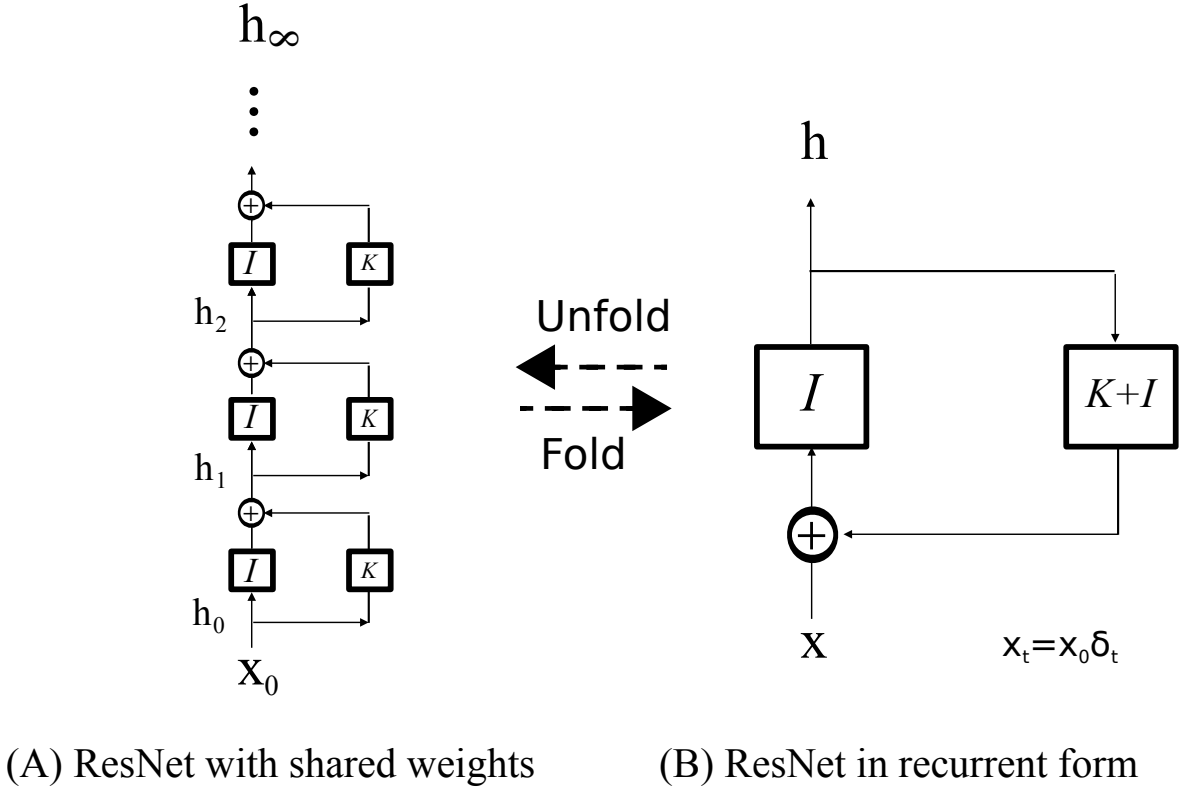 h∞
I
K
h₂
I
K
h₁
I
K
h₀
x₀
(A) ResNet with shared weights
Unfold
Fold
h
I
K+I
x
xₜ=x₀δₜ
(B) ResNet in recurrent form